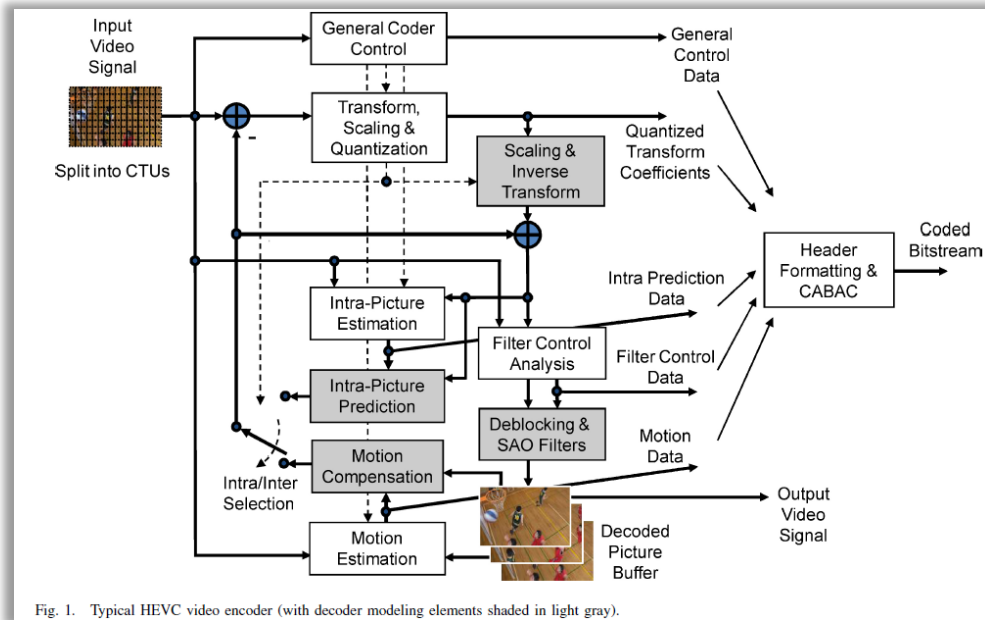 Input
Video
Signal
Split into CTUs
General Coder
Control
Transform,
Scaling &
Quantization
-
Scaling &
Inverse
Transform
Intra-Picture
Estimation
Intra-Picture
Prediction
Filter Control
Analysis
Deblocking &
SAO Filters
Motion
Compensation
Intra/Inter
Selection
Motion
Estimation
Decoded
Picture
Buffer
General
Control
Data
Quantized
Transform
Coefficients
Intra Prediction
Data
Filter Control
Data
Motion
Data
Output
Video
Signal
Header
Formatting &
CABAC
Coded
Bitstream
Fig. 1. Typical HEVC video encoder (with decoder modeling elements shaded in light gray).